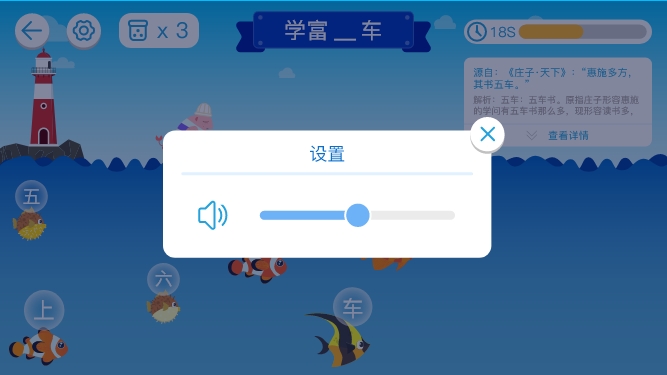 x 3
学富__车
18S
源自：《庄子·天下》：“惠施多方，
其书五车。”
解析：五车：五车书。原指庄子形容惠施
的学问有五车书那么多，现形容读书多，
查看详情
设置
五
六
上
车